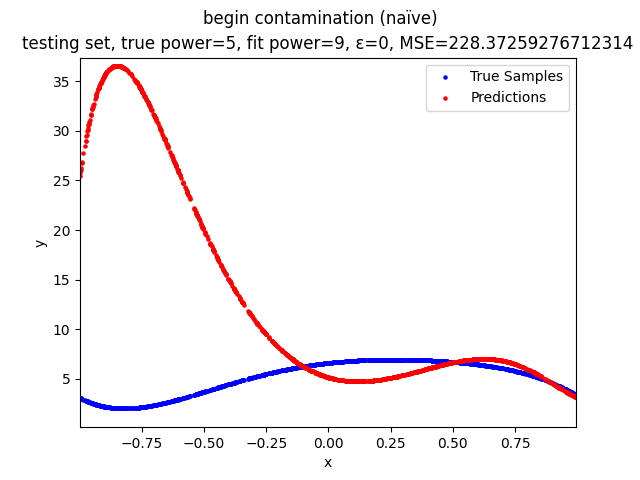 begin contamination (naïve)
testing set, true power=5, fit power=9, ε=0, MSE=228.37259276712314
True Samples
Predictions
35
30
25
20
15
10
5
y
−0.75 −0.50 −0.25 0.00 0.25 0.50 0.75
x